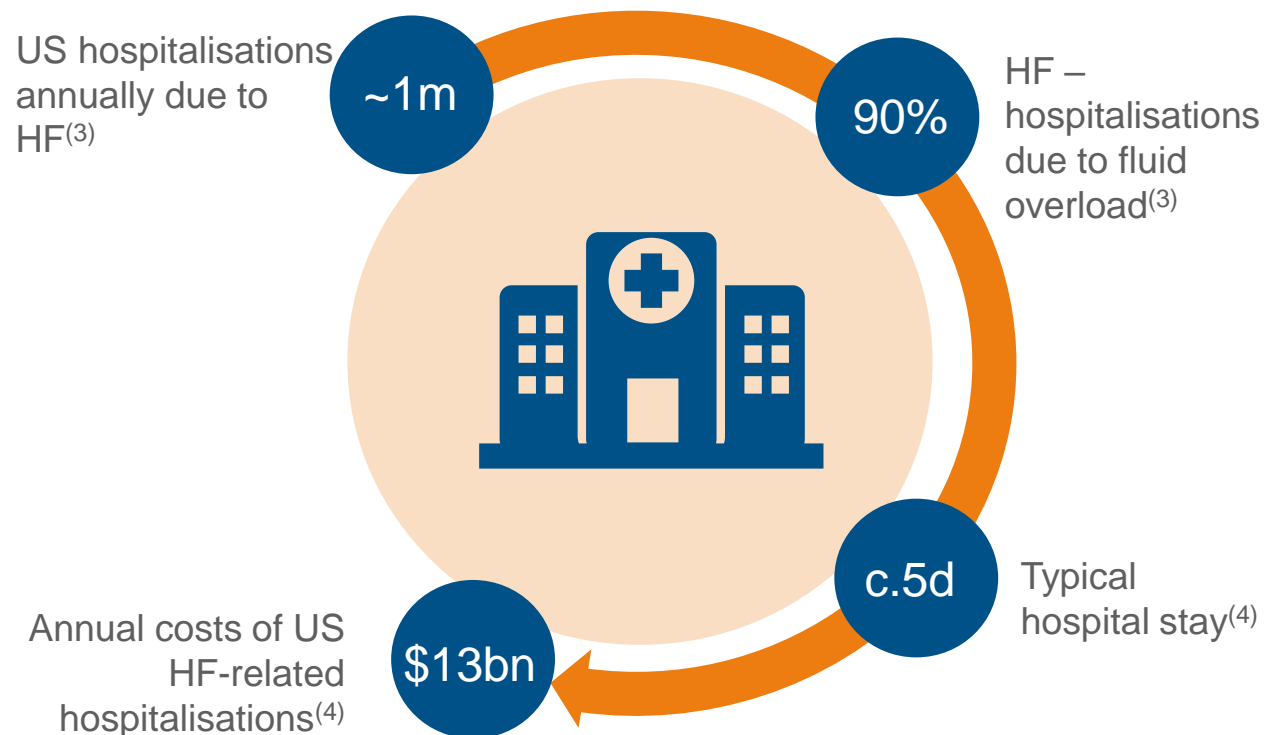 US hospitalisations
annually due to
HF(3)
~1m
90%
HF –
hospitalisations
due to fluid
overload(3)
c.5d
Typical
hospital stay(4)
$13bn
Annual costs of US
HF-related
hospitalisations(4)